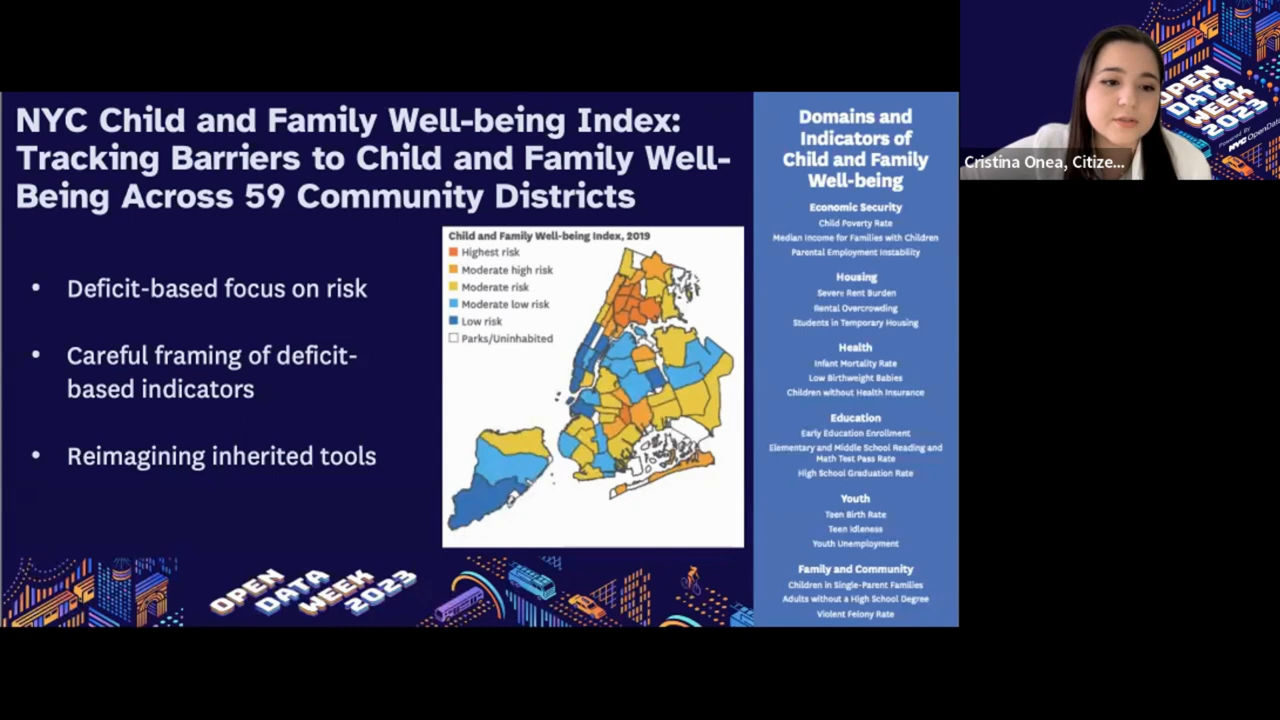 NYC Child and Family Well-being Index:
Tracking Barriers to Child and Family Well-
Being Across 59 Community Districts
• Deficit-based focus on risk
• Careful framing of deficit-
based indicators
• Reimagining inherited tools
Child and Family Well-being Index, 2019
Highest risk
Moderate high risk
Moderate risk
Moderate low risk
Low risk
Parks/Uninhabited
Domains and
Indicators of
Child and Family
Well-being
Economic Security
Child Poverty Rate
Median Income for Families with Children
Parental Employment Instability
Housing
Severe Rent Burden
Rental Overcrowding
Students in Temporary Housing
Health
Infant Mortality Rate
Low Birthweight Babies
Children without Health Insurance
Education
Early Education Enrollment
Elementary and Middle School Reading and
Math Test Pass Rate
High School Graduation Rate
Youth
Teen Birth Rate
Teen Idleness
Youth Unemployment
Family and Community
Children in Single-Parent Families
Adults without a High School Degree
Violent Felony Rate
OPEN
DATA
WEEK
2023
OPEN
DATA
WEEK
2023
Powered By
NYC OpenData
Cristina Onea, Citize...